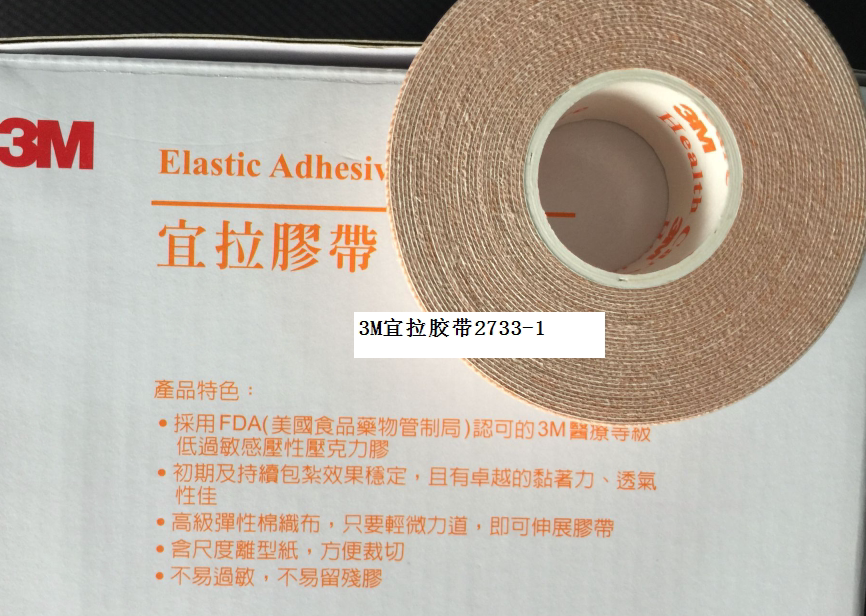 3M
Elastic Adhesiv
宜拉膠帶
3M
Health C
3M
3M宜拉胶带2733-1
產品特色：
•採用FDA(美國食品藥物管制局)認可的3M醫療等級
低過敏感壓性壓克力膠
•初期及持續包紮效果穩定，且有卓越的黏著力、透氣
性佳
•高級彈性棉織布，只要輕微力道，即可伸展膠帶
•含尺度離型紙，方便裁切
•不易過敏，不易留殘膠